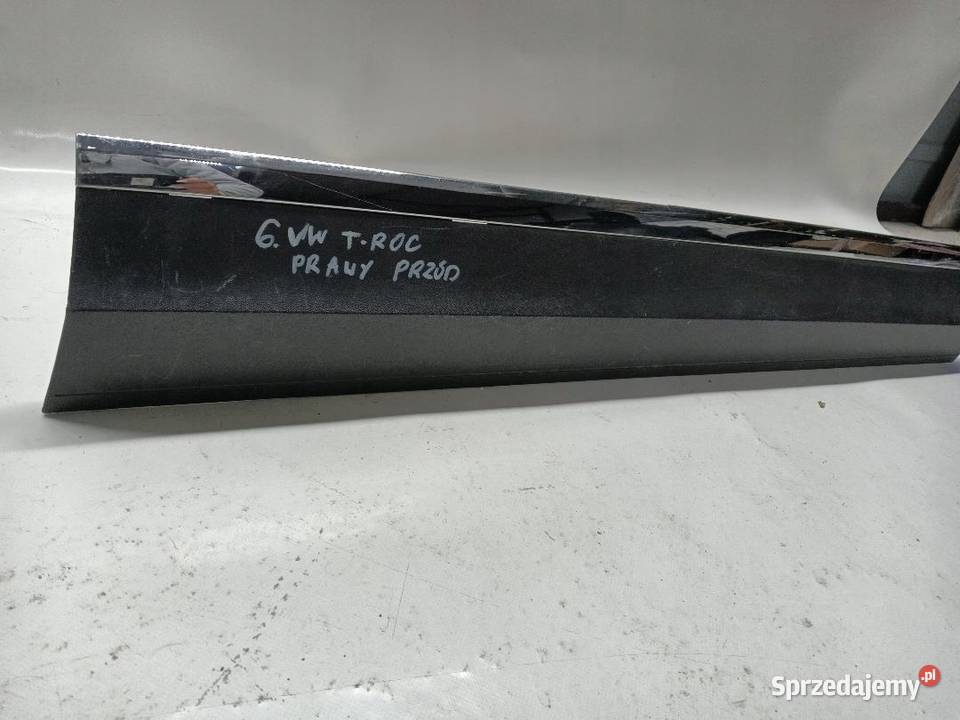 6. VW T-ROC
PRAWY PRZÓD
Sprzedajemy.pl